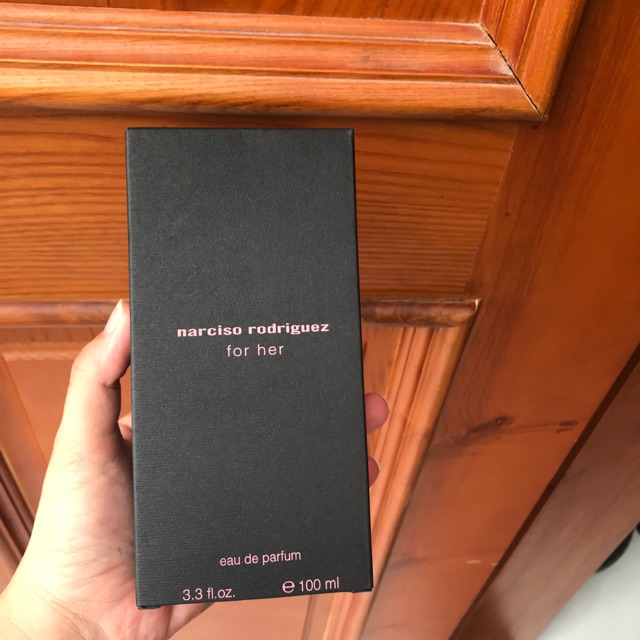 narciso rodriguez
for her
eau de parfum
3.3 fl.oz. ℮ 100 ml